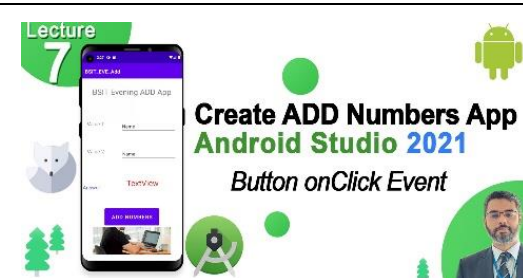 Lecture
7
BSIT_EVE_Add
BSIT Evening ADD App
Name
Name
TextView
ADD NUMBERS
Create ADD Numbers App
Android Studio 2021
Button onClick Event